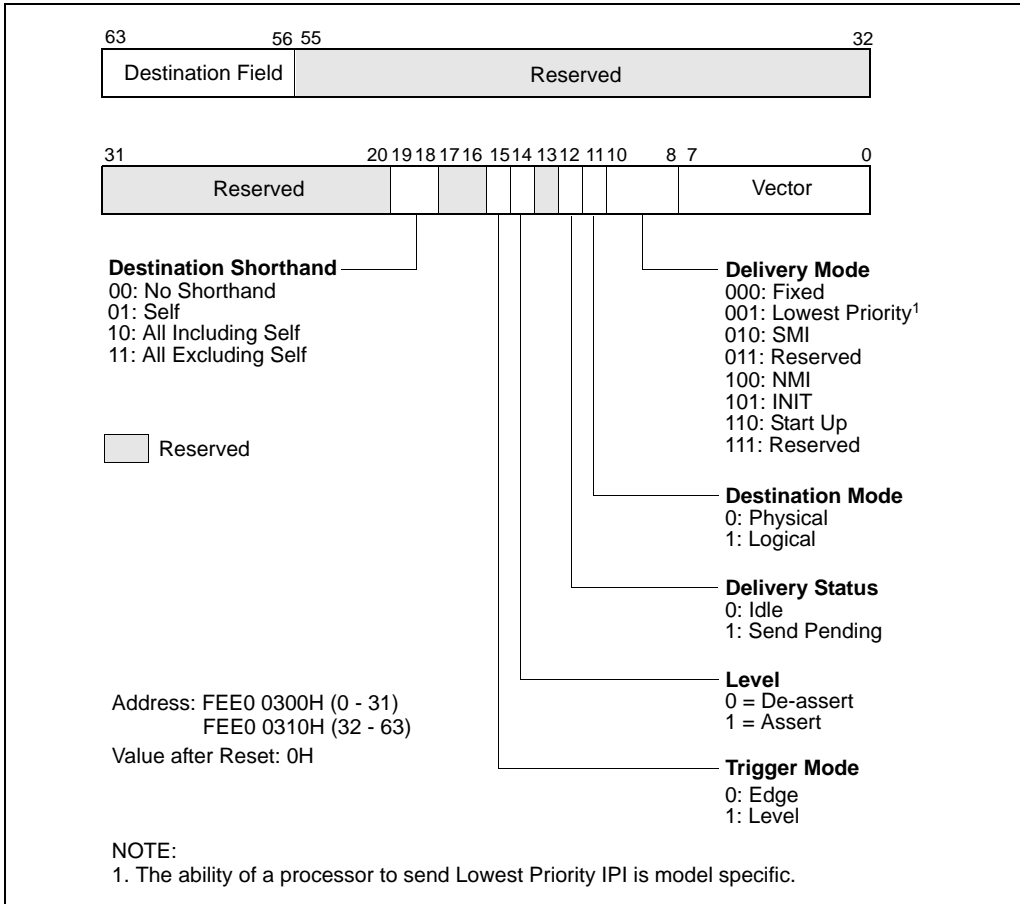 63 56 55 32
Destination Field Reserved
31 20 19 18 17 16 15 14 13 12 11 10 8 7 0
Reserved Vector
Destination Shorthand
00: No Shorthand
01: Self
10: All Including Self
11: All Excluding Self
Reserved
Delivery Mode
000: Fixed
001: Lowest Priority¹
010: SMI
011: Reserved
100: NMI
101: INIT
110: Start Up
111: Reserved
Destination Mode
0: Physical
1: Logical
Delivery Status
0: Idle
1: Send Pending
Level
0 = De-assert
1 = Assert
Trigger Mode
0: Edge
1: Level
Address: FEE0 0300H (0 - 31)
FEE0 0310H (32 - 63)
Value after Reset: 0H
NOTE:
1. The ability of a processor to send Lowest Priority IPI is model specific.